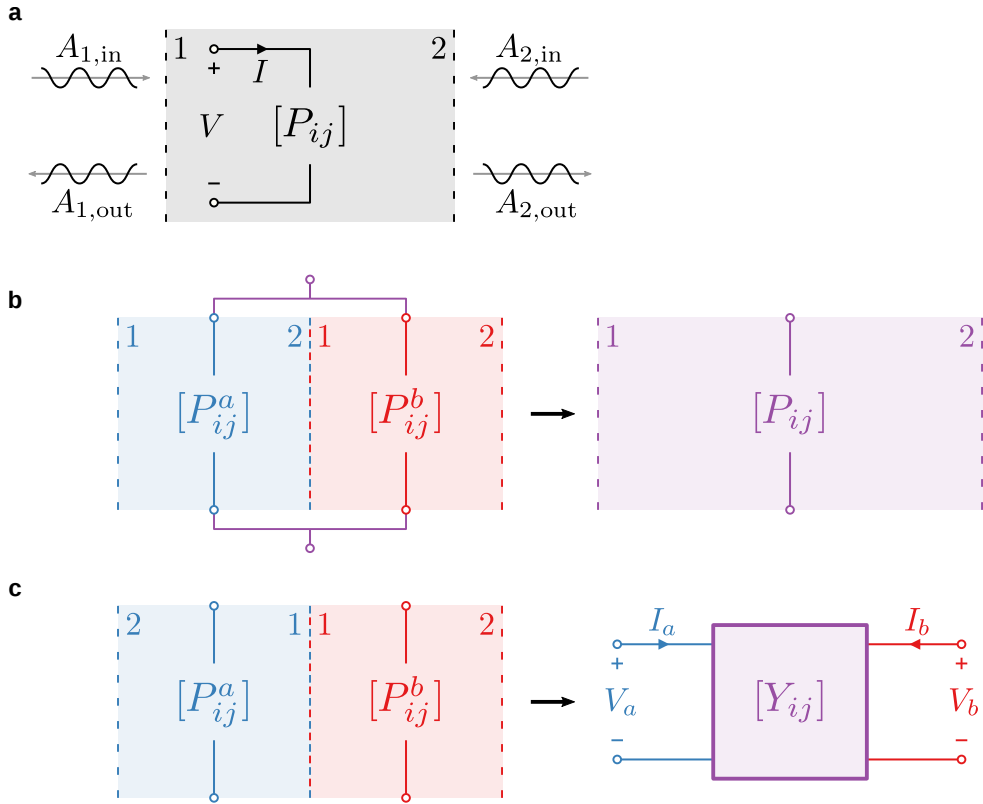 a
A1,in
1
2
A2,in
+
I
V
[Pij]
−
A1,out
A2,out
b
1
2
1
2
1
2
[Pᵃij]
[Pᵇij]
[Pij]
c
2
1
1
2
Ia
Ib
+
+
[Pᵃij]
[Pᵇij]
Va
[Yij]
Vb
−
−